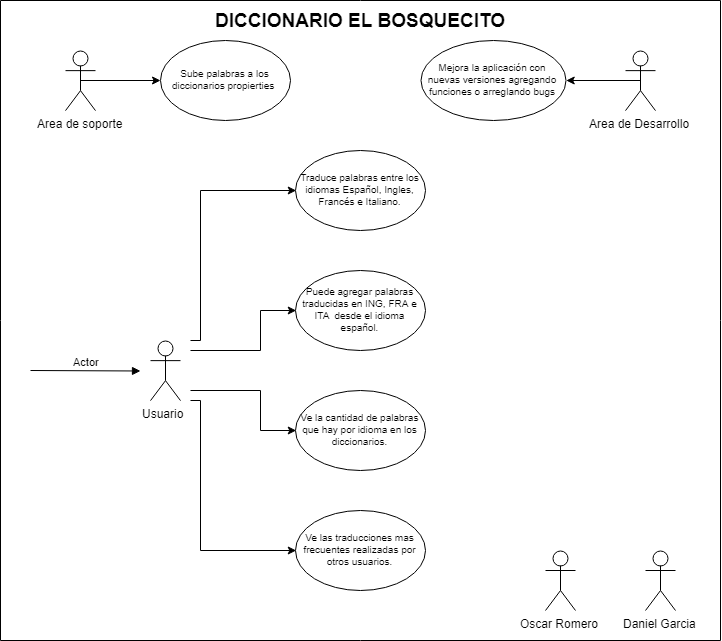 DICCIONARIO EL BOSQUECITO
Sube palabras a los
diccionarios propierties
Area de soporte
Mejora la aplicación con
nuevas versiones agregando
funciones o arreglando bugs
Area de Desarrollo
Traduce palabras entre los
idiomas Español, Ingles,
Francés e Italiano.
Puede agregar palabras
traducidas en ING, FRA e
ITA desde el idioma
español.
Actor
Usuario
Ve la cantidad de palabras
que hay por idioma en los
diccionarios.
Ve las traducciones mas
frecuentes realizadas por
otros usuarios.
Oscar Romero
Daniel Garcia